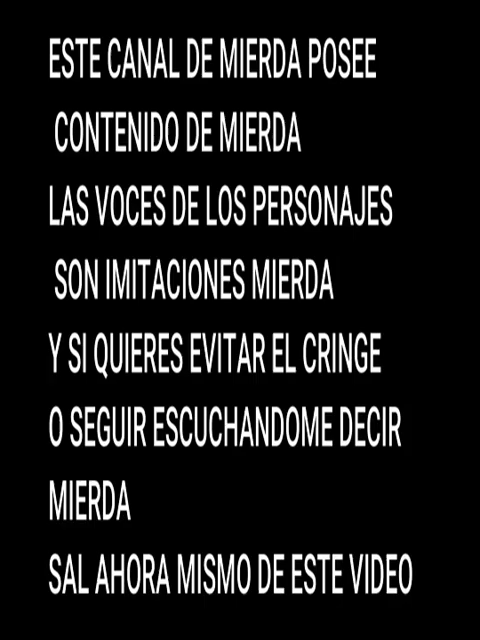 ESTE CANAL DE MIERDA POSEE
CONTENIDO DE MIERDA
LAS VOCES DE LOS PERSONAJES
SON IMITACIONES MIERDA
Y SI QUIERES EVITAR EL CRINGE
O SEGUIR ESCUCHANDOME DECIR
MIERDA
SAL AHORA MISMO DE ESTE VIDEO